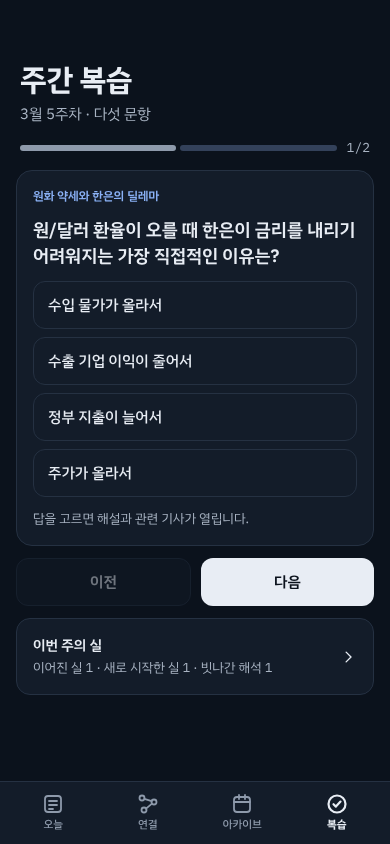 주간 복습
3월 5주차 · 다섯 문항
1/2
원화 약세와 한은의 딜레마
원/달러 환율이 오를 때 한은이 금리를 내리기
어려워지는 가장 직접적인 이유는?
수입 물가가 올라서
수출 기업 이익이 줄어서
정부 지출이 늘어서
주가가 올라서
답을 고르면 해설과 관련 기사가 열립니다.
이전
다음
이번 주의 실
이어진 실 1 · 새로 시작한 실 1 · 빗나간 해석 1
오늘
연결
아카이브
복습